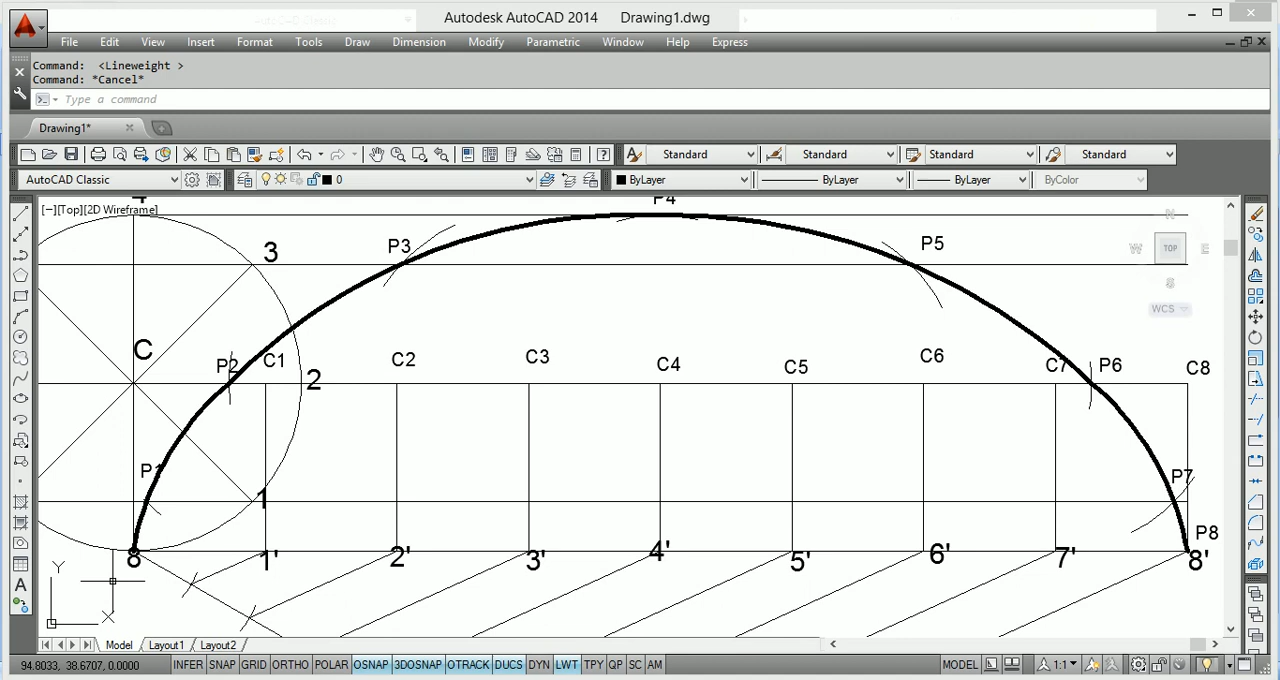 Autodesk AutoCAD 2014 Drawing1.dwg
File Edit View Insert Format Tools Draw Dimension Modify Parametric Window Help Express
Command: <Lineweight >
Command: *Cancel*
Type a command
Drawing1*
Standard Standard Standard Standard
AutoCAD Classic 0 ByLayer ByLayer ByLayer ByColor
[−][Top][2D Wireframe]
4 P4
N
3 P3 P5
W TOP E
S
WCS
C
P2 C1 C2 C3 C4 C5 C6 C7 P6 C8
2
P1 P7
1
P8
8 1' 2' 3' 4' 5' 6' 7' 8'
Y
X
Model Layout1 Layout2
94.8033, 38.6707, 0.0000 INFER SNAP GRID ORTHO POLAR OSNAP 3DOSNAP OTRACK DUCS DYN LWT TPY QP SC AM MODEL 1:1